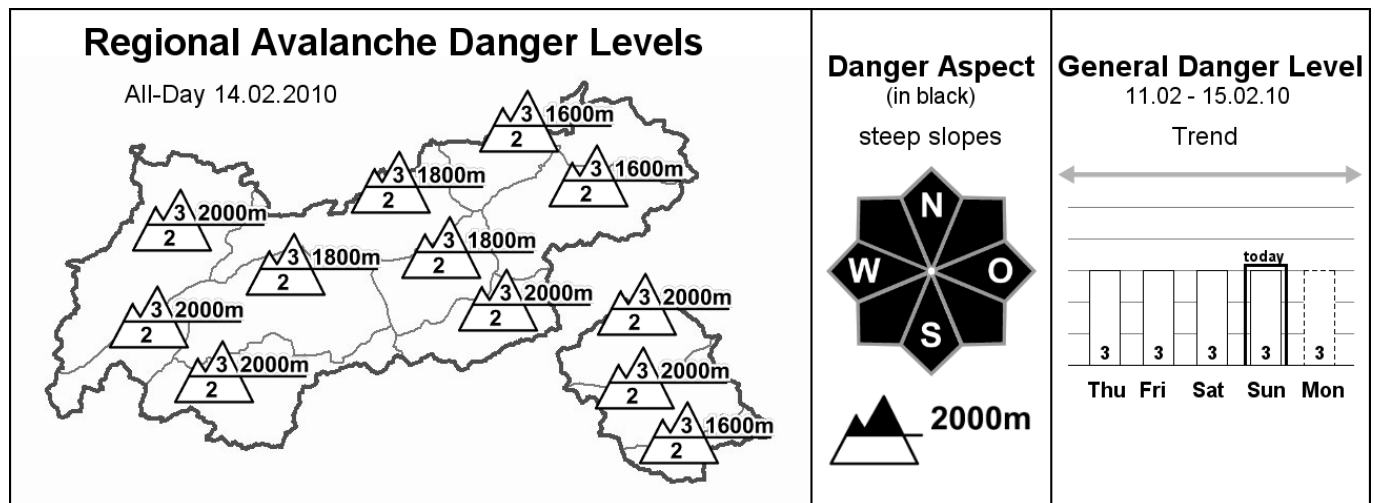 Regional Avalanche Danger Levels
All-Day 14.02.2010
3 1600m
2
3 1800m
2
3 1600m
2
3 2000m
2
3 1800m
2
3 1800m
2
3 2000m
2
3 2000m
2
3 2000m
2
3 2000m
2
3 2000m
2
3 1600m
2
Danger Aspect
(in black)
steep slopes
N
W O
S
2000m
General Danger Level
11.02 - 15.02.10
Trend
today
3 3 3 3 3
Thu Fri Sat Sun Mon